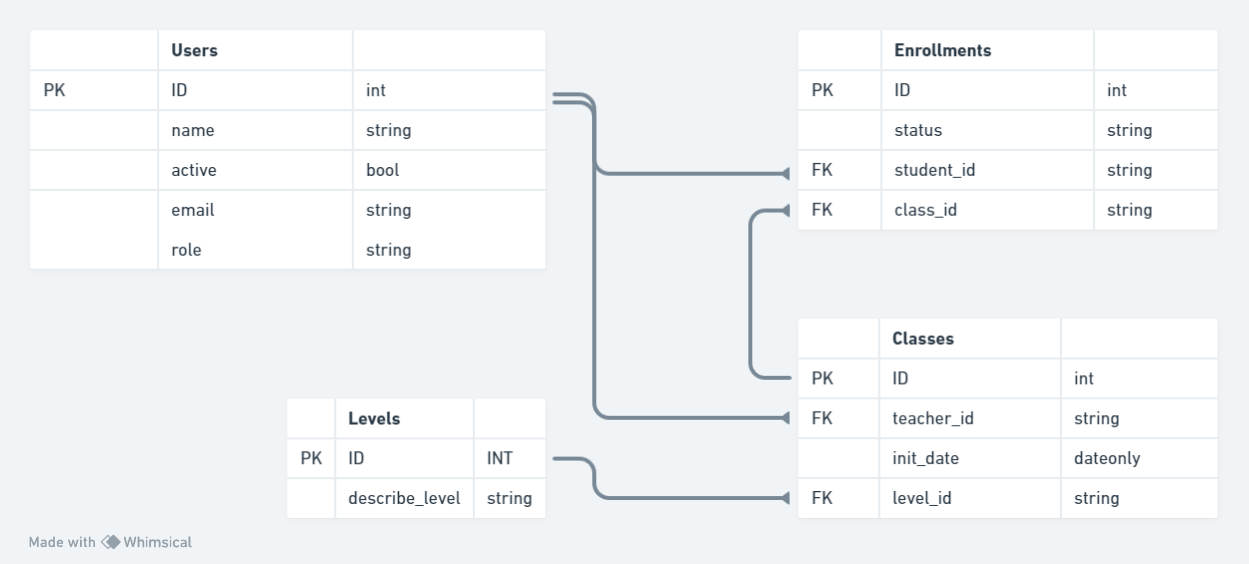 Users
PK ID int
name string
active bool
email string
role string
Enrollments
PK ID int
status string
FK student_id string
FK class_id string
Levels
PK ID INT
describe_level string
Classes
PK ID int
FK teacher_id string
init_date dateonly
FK level_id string
Made with Whimsical